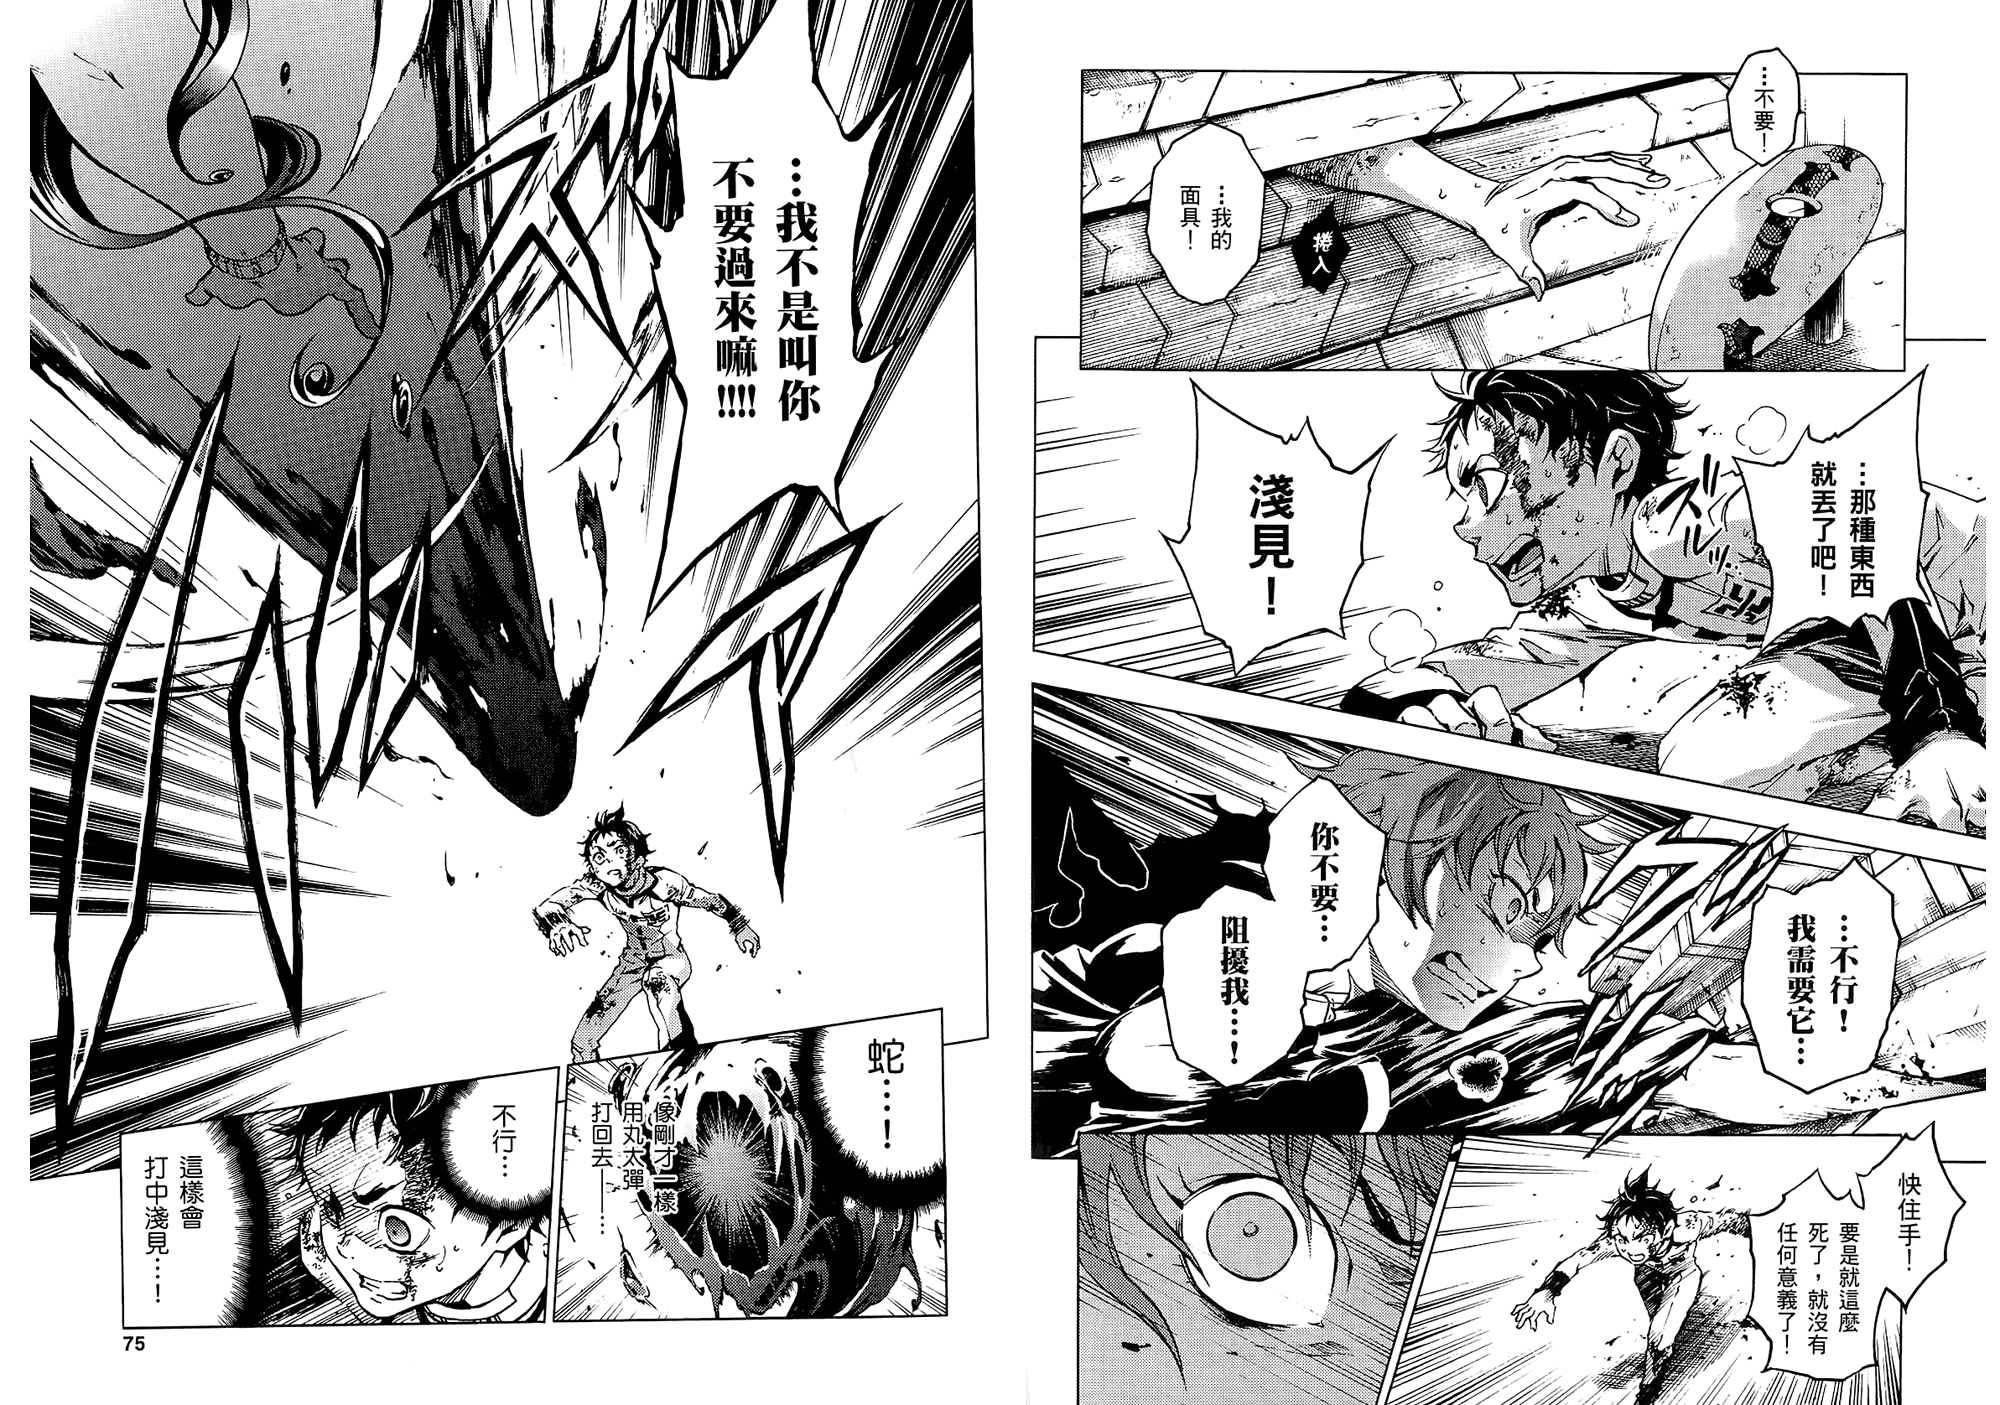 …不要！
…我的
面具！
捲入
…那種東西
就丟了吧！
ズルッ
淺見！
…不行！
我需要它…
你不要…
阻擾我…！
快住手！
要是就這麼
死了，就沒有
任何意義了！
…我不是叫你
不要過來嘛!!!!
蛇…！
像剛才一樣
用丸太彈
打回去——
不行…
這樣會
打中淺見…！
75